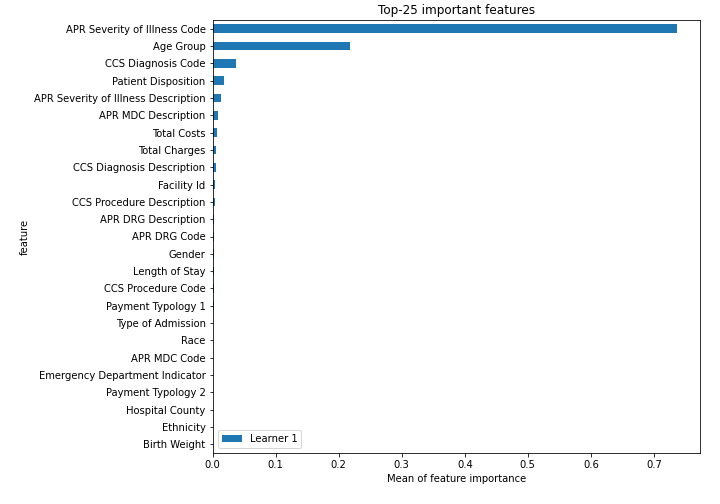 Top-25 important features
APR Severity of Illness Code
Age Group
CCS Diagnosis Code
Patient Disposition
APR Severity of Illness Description
APR MDC Description
Total Costs
Total Charges
CCS Diagnosis Description
Facility Id
CCS Procedure Description
APR DRG Description
APR DRG Code
Gender
Length of Stay
CCS Procedure Code
Payment Typology 1
Type of Admission
Race
APR MDC Code
Emergency Department Indicator
Payment Typology 2
Hospital County
Ethnicity
Birth Weight
feature
Learner 1
0.0 0.1 0.2 0.3 0.4 0.5 0.6 0.7
Mean of feature importance